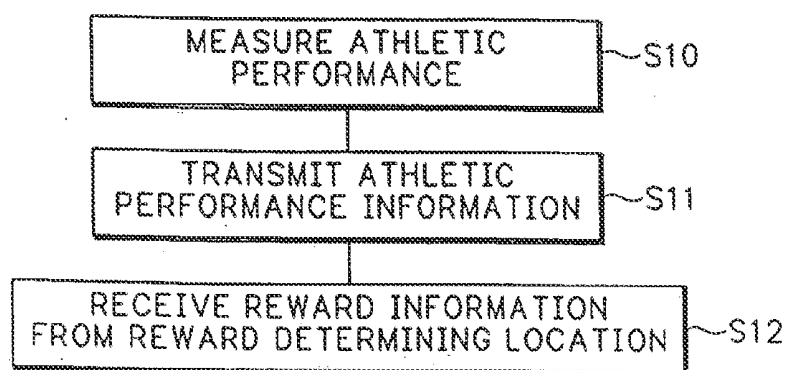 MEASURE ATHLETIC
PERFORMANCE
S10
TRANSMIT ATHLETIC
PERFORMANCE INFORMATION
S11
RECEIVE REWARD INFORMATION
FROM REWARD DETERMINING LOCATION
S12